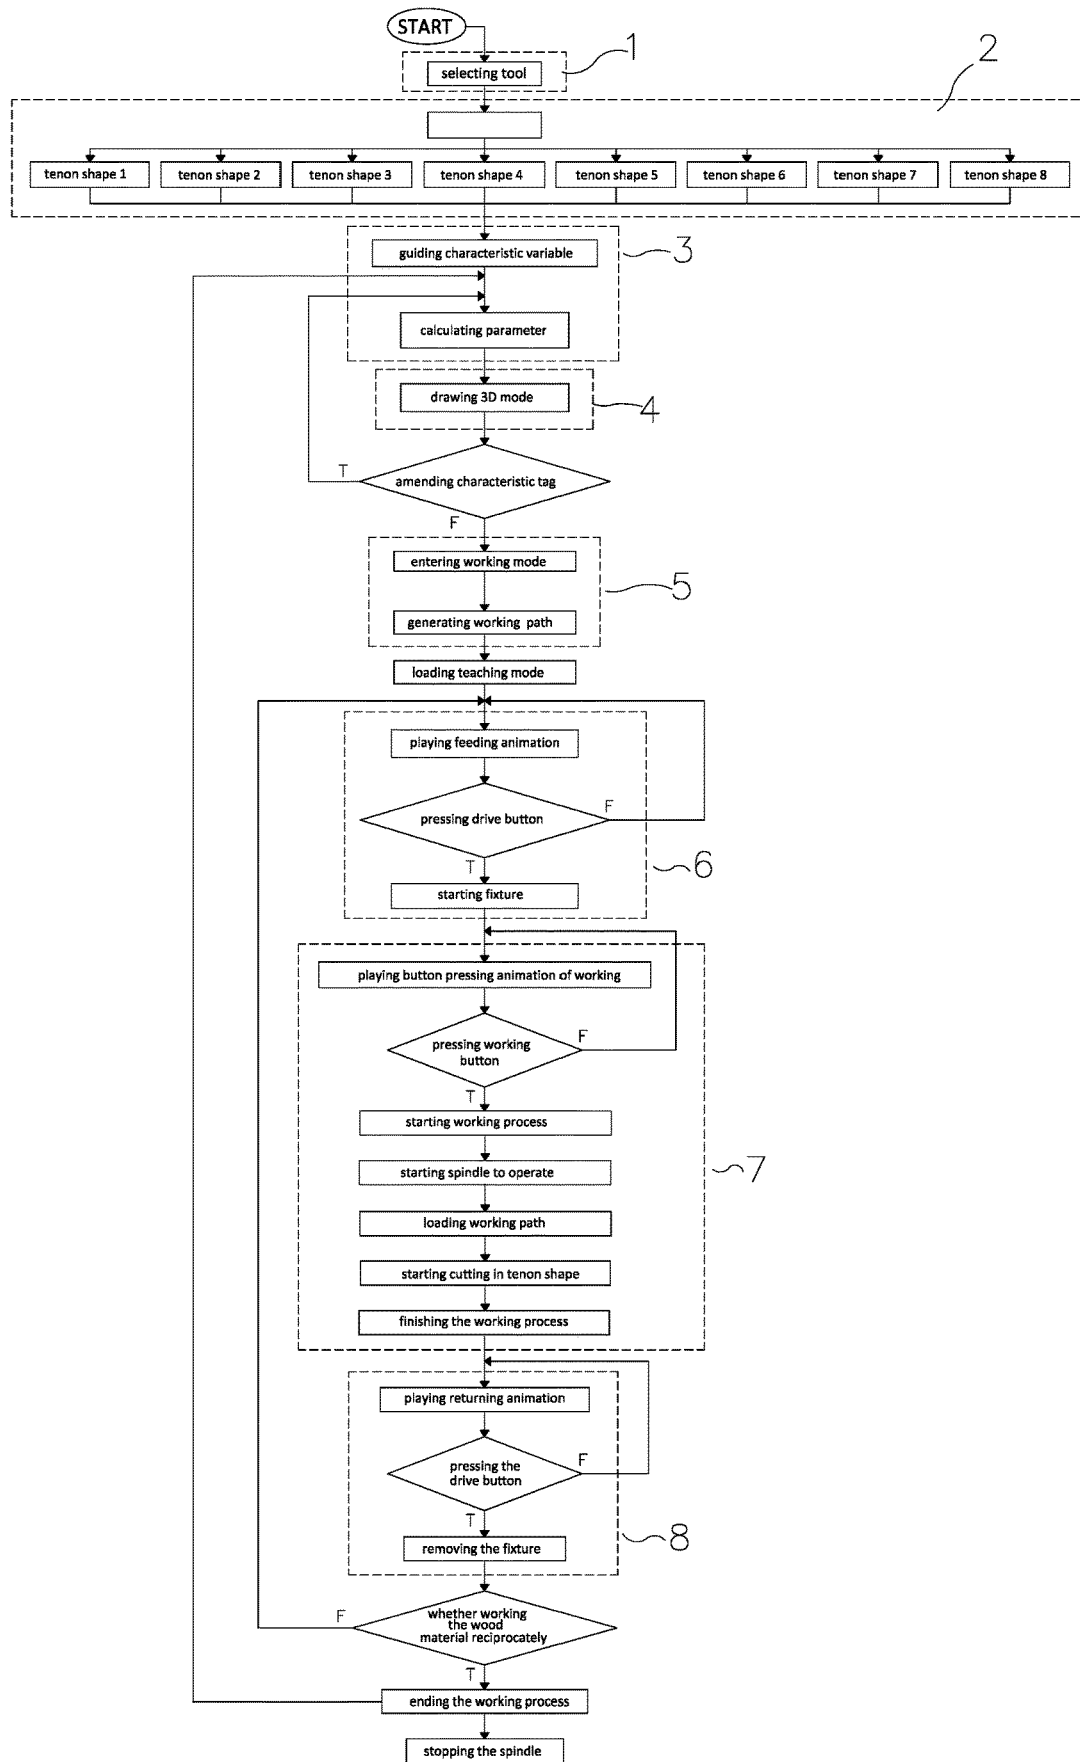 START
1
selecting tool
2
tenon shape 1
tenon shape 2
tenon shape 3
tenon shape 4
tenon shape 5
tenon shape 6
tenon shape 7
tenon shape 8
guiding characteristic variable
3
calculating parameter
drawing 3D mode
4
amending characteristic tag
T
F
entering working mode
5
generating working path
loading teaching mode
playing feeding animation
pressing drive button
F
T
6
starting fixture
playing button pressing animation of working
pressing working
button
F
T
starting working process
7
starting spindle to operate
loading working path
starting cutting in tenon shape
finishing the working process
playing returning animation
pressing the
drive button
F
T
8
removing the fixture
whether working
the wood
material reciprocately
F
T
ending the working process
stopping the spindle